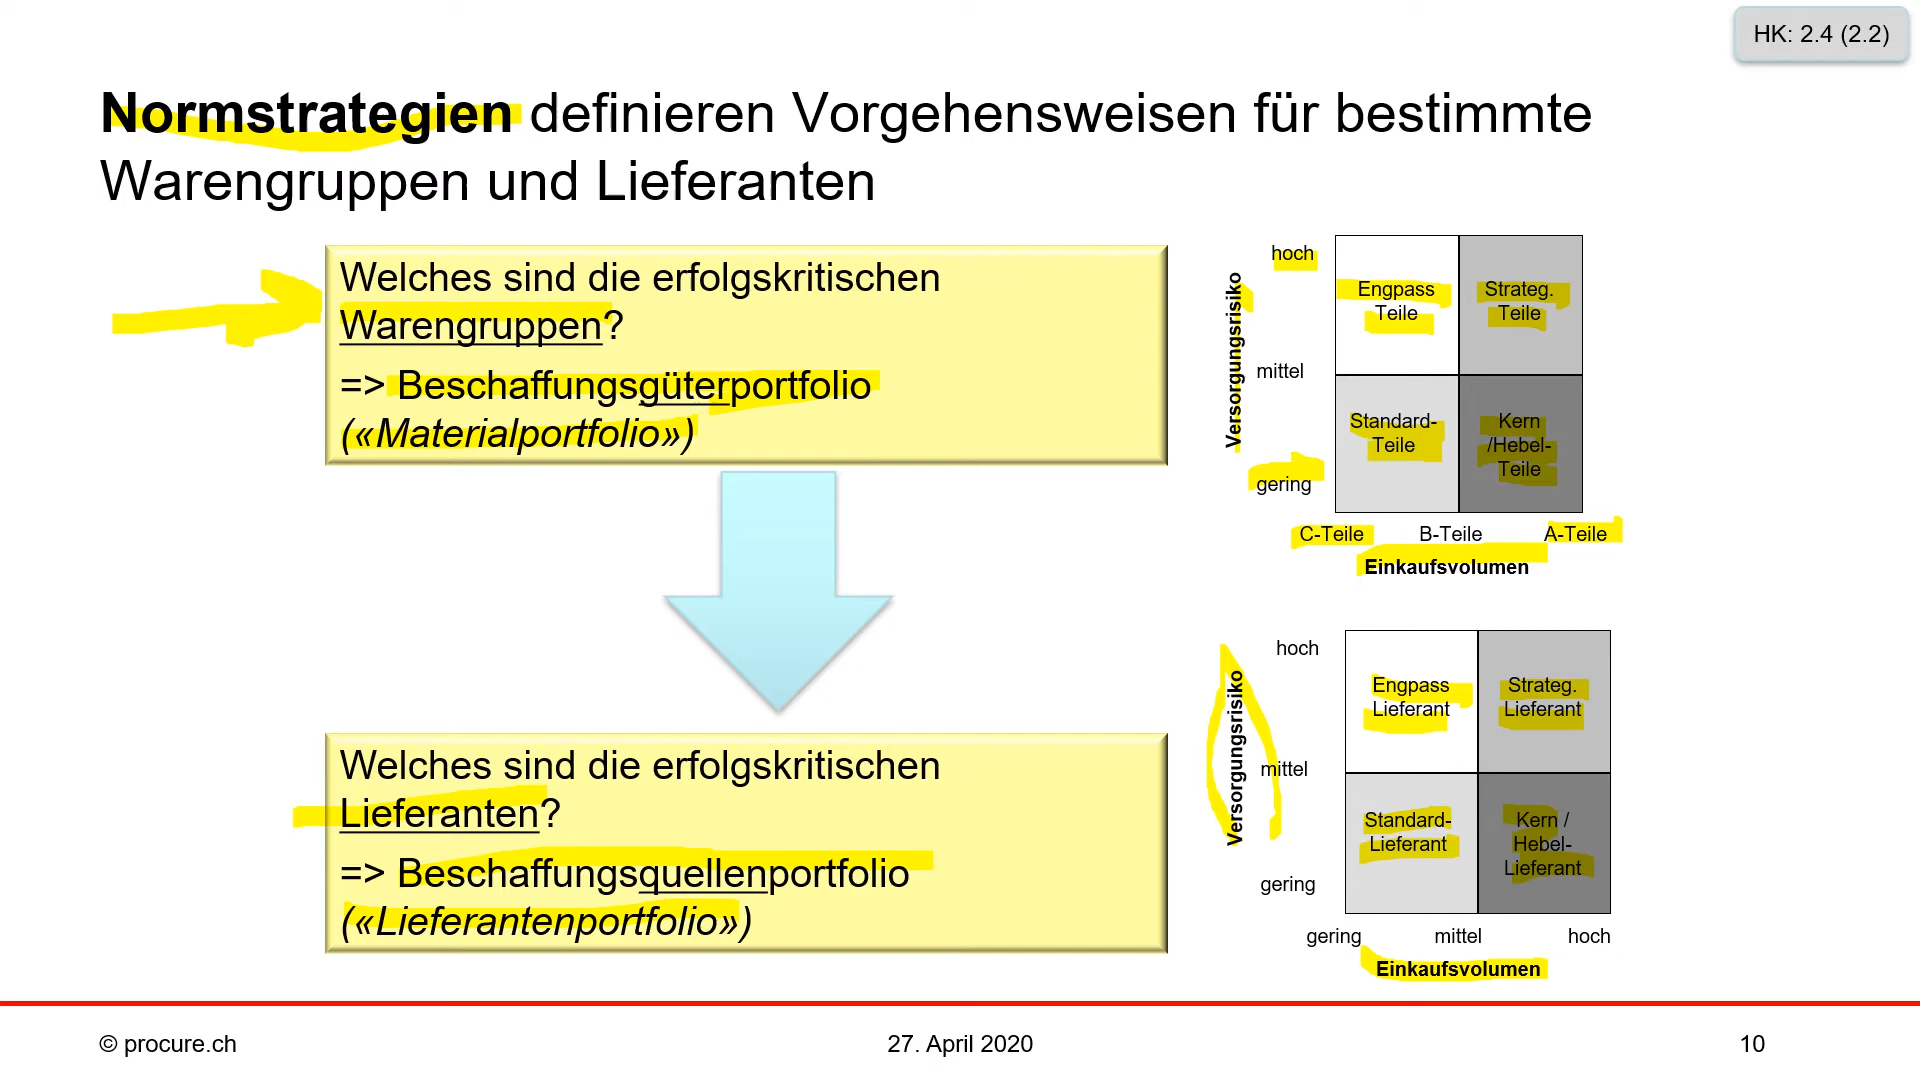 HK: 2.4 (2.2)
Normstrategien definieren Vorgehensweisen für bestimmte
Warengruppen und Lieferanten
Welches sind die erfolgskritischen
Warengruppen?
=> Beschaffungsgüterportfolio
(«Materialportfolio»)
Versorgungsrisiko
hoch
mittel
gering
Engpass
Teile
Strateg.
Teile
Standard-
Teile
Kern
/Hebel-
Teile
C-Teile
B-Teile
A-Teile
Einkaufsvolumen
Welches sind die erfolgskritischen
Lieferanten?
=> Beschaffungsquellenportfolio
(«Lieferantenportfolio»)
Versorgungsrisiko
hoch
mittel
gering
Engpass
Lieferant
Strateg.
Lieferant
Standard-
Lieferant
Kern /
Hebel-
Lieferant
gering
mittel
hoch
Einkaufsvolumen
© procure.ch
27. April 2020
10